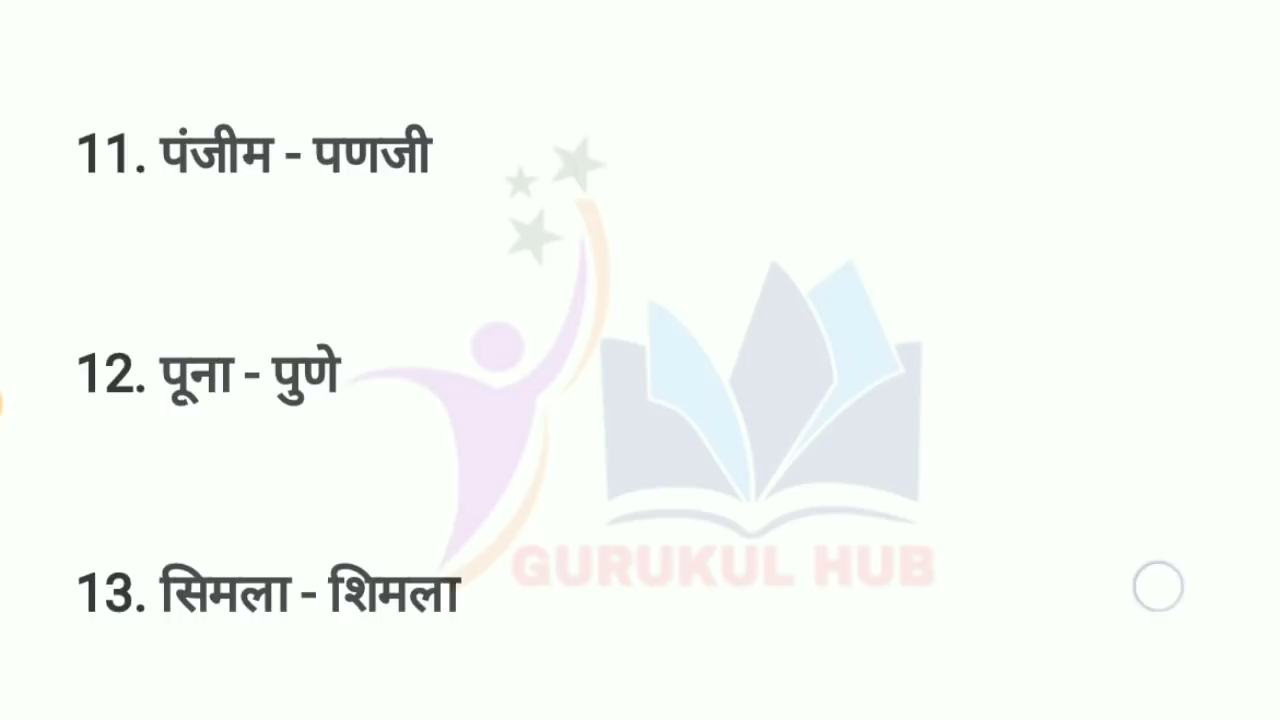 11. पंजीम - पणजी
12. पूना - पुणे
13. सिमला - शिमला
GURUKUL HUB